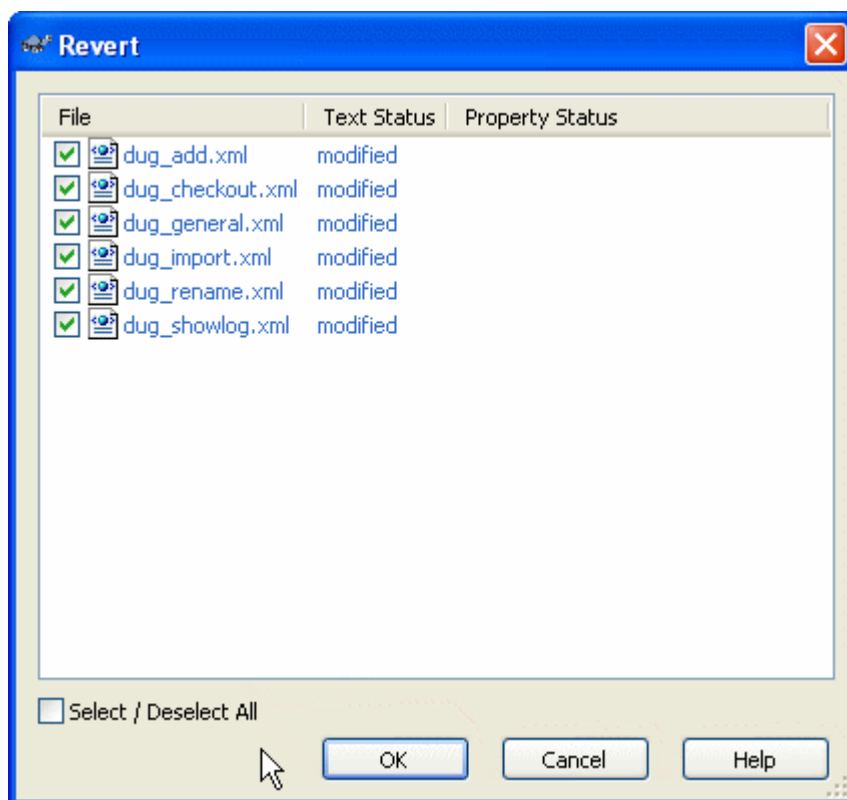 Revert
File Text Status Property Status
dug_add.xml modified
dug_checkout.xml modified
dug_general.xml modified
dug_import.xml modified
dug_rename.xml modified
dug_showlog.xml modified
Select / Deselect All
OK Cancel Help